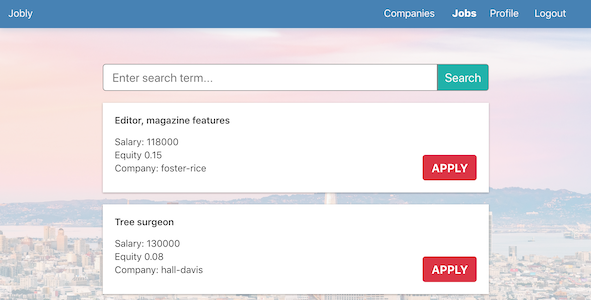 Jobly Companies Jobs Profile Logout
Enter search term... Search
Editor, magazine features
Salary: 118000
Equity 0.15
Company: foster-rice
APPLY
Tree surgeon
Salary: 130000
Equity 0.08
Company: hall-davis
APPLY